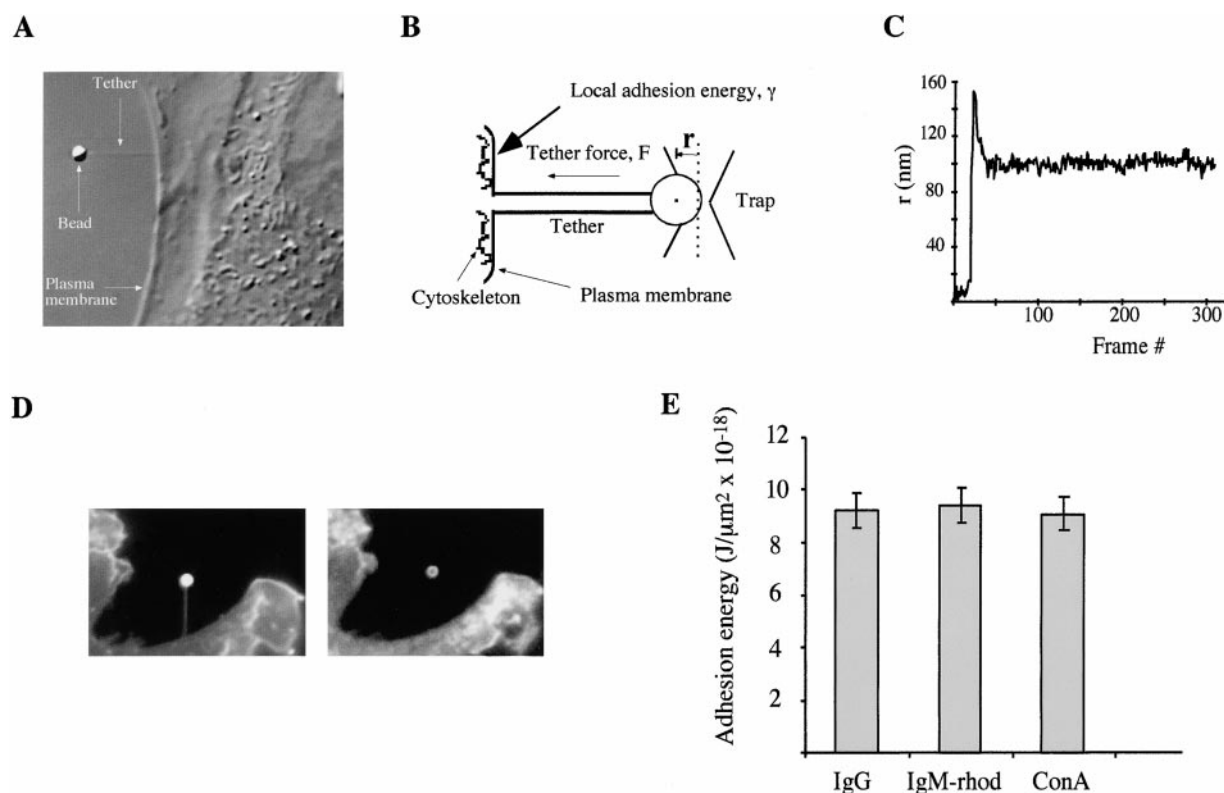 A
Tether
Bead
Plasma
membrane
B
Local adhesion energy, γ
r
Tether force, F
Trap
Tether
Cytoskeleton
Plasma membrane
C
160
120
80
40
r (nm)
100
200
300
Frame #
D
E
12
10
8
6
4
2
Adhesion energy (J/μm² x 10⁻¹⁸)
IgG
IgM-rhod
ConA